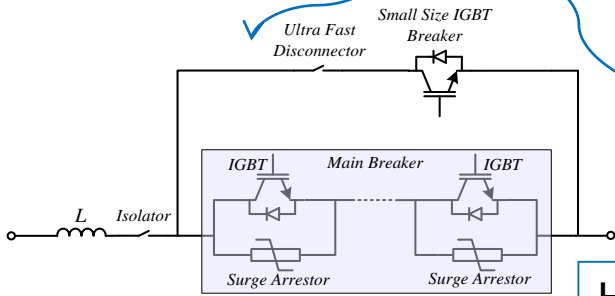 Small Size IGBT
Breaker
Ultra Fast
Disconnector
IGBT
Main Breaker
IGBT
L
Isolator
Surge Arrestor
Surge Arrestor